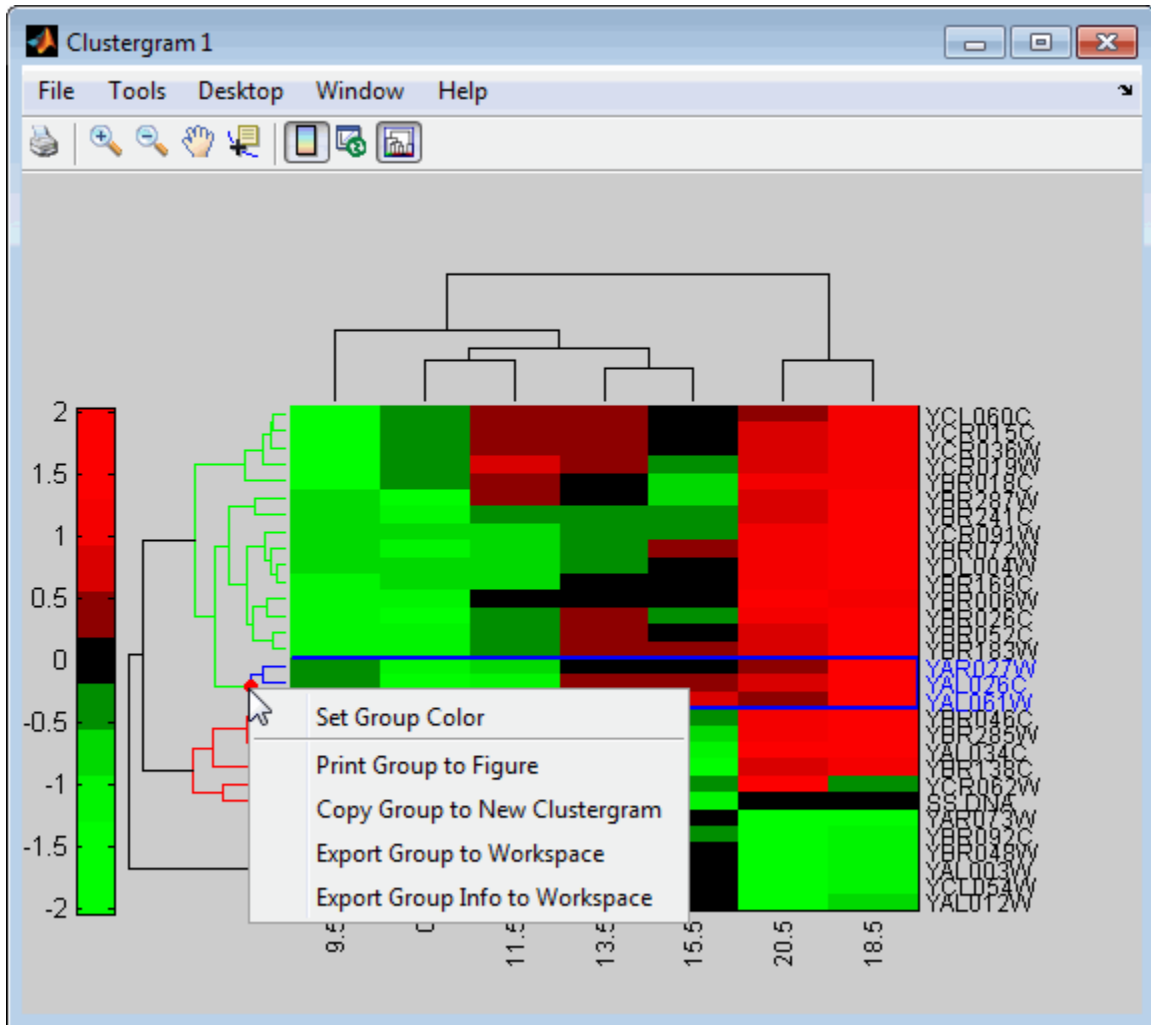 Clustergram 1
File Tools Desktop Window Help
2
1.5
1
0.5
0
-0.5
-1
-1.5
-2
YCL060C
YCR015C
YCR036W
YCR019W
YBR018C
YBR287W
YBR241C
YCR091W
YBR072W
YDL004W
YBR169C
YBR006W
YBR026C
YBR052C
YBR183W
YAR027W
YAL026C
YAL061W
YBR046C
YBR285W
YAL034C
YBR138C
YCR062W
SS DNA
YAR073W
YBR092C
YBR048W
YAL003W
YCL054W
YAL012W
Set Group Color
Print Group to Figure
Copy Group to New Clustergram
Export Group to Workspace
Export Group Info to Workspace
9.5 0 11.5 13.5 15.5 20.5 18.5